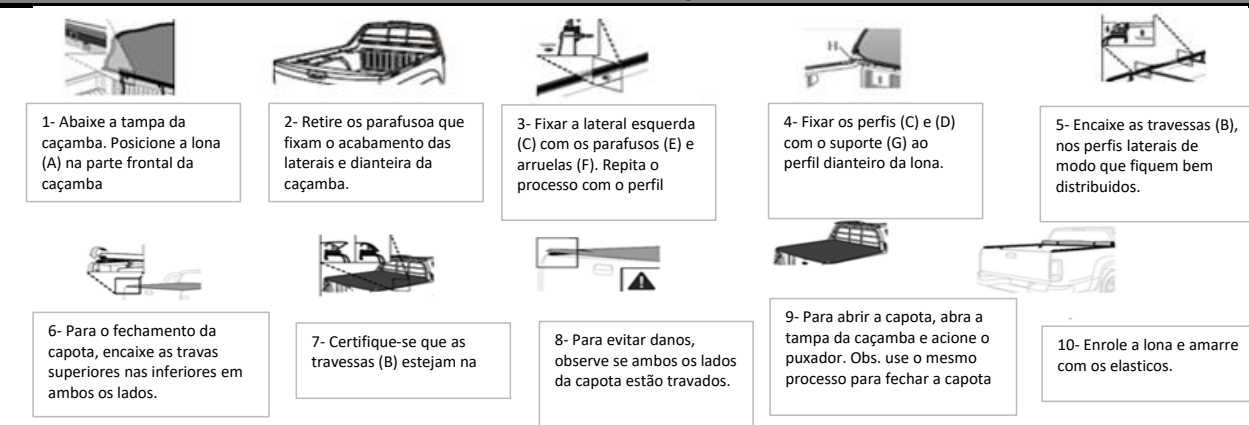 1- Abaixe a tampa da
caçamba. Posicione a lona
(A) na parte frontal da
caçamba
2- Retire os parafusoa que
fixam o acabamento das
laterais e dianteira da
caçamba.
3- Fixar a lateral esquerda
(C) com os parafusos (E) e
arruelas (F). Repita o
processo com o perfil
H
4- Fixar os perfis (C) e (D)
com o suporte (G) ao
perfil dianteiro da lona.
5- Encaixe as travessas (B),
nos perfis laterais de
modo que fiquem bem
distribuidos.
6- Para o fechamento da
capota, encaixe as travas
superiores nas inferiores em
ambos os lados.
7- Certifique-se que as
travessas (B) estejam na
8- Para evitar danos,
observe se ambos os lados
da capota estão travados.
9- Para abrir a capota, abra a
tampa da caçamba e acione o
puxador. Obs. use o mesmo
processo para fechar a capota
10- Enrole a lona e amarre
com os elasticos.